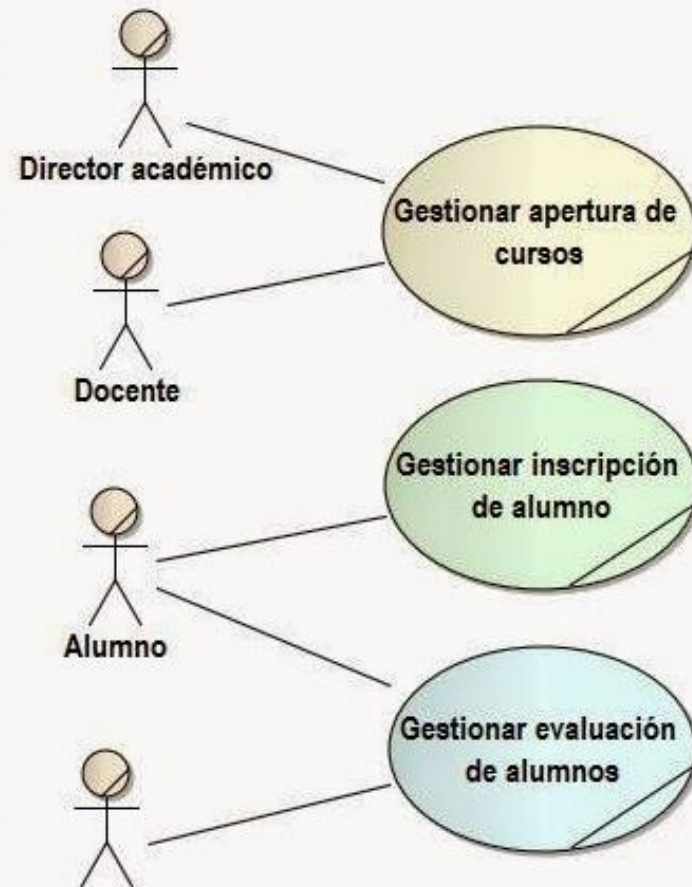 Director académico
Gestionar apertura de
cursos
Docente
Gestionar inscripción
de alumno
Alumno
Gestionar evaluación
de alumnos